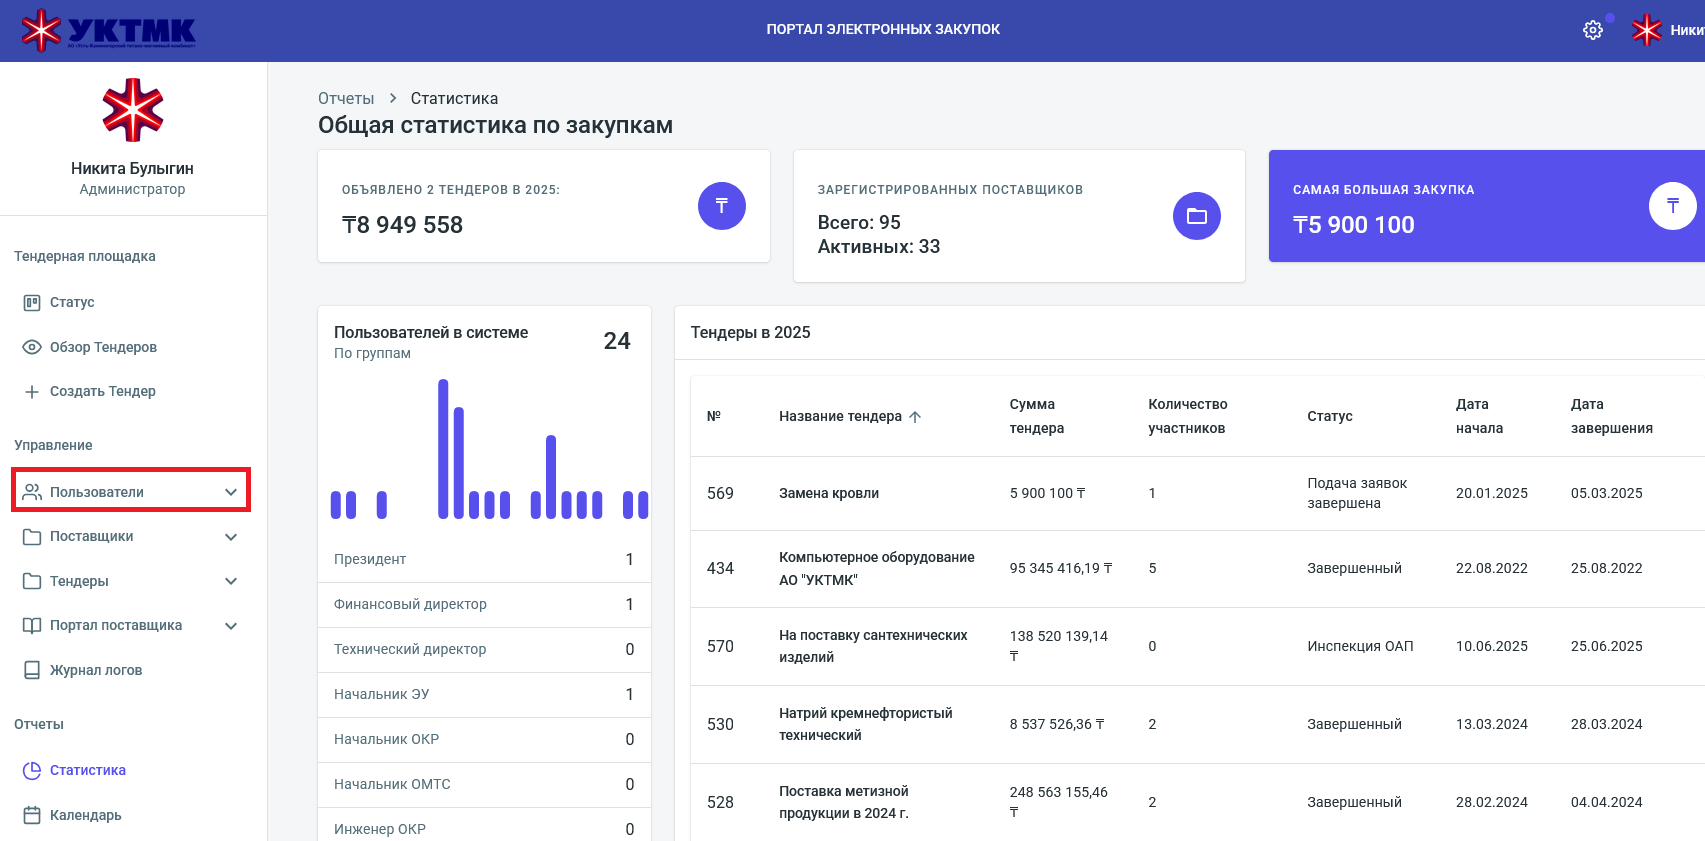 УКТМК
АО «Усть-Каменогорский титано-магниевый комбинат»
ПОРТАЛ ЭЛЕКТРОННЫХ ЗАКУПОК
Никита Булыгин
Администратор
Тендерная площадка
Статус
Обзор Тендеров
Создать Тендер
Управление
Пользователи
Поставщики
Тендеры
Портал поставщика
Журнал логов
Отчеты
Статистика
Календарь
Отчеты > Статистика
Общая статистика по закупкам
ОБЪЯВЛЕНО 2 ТЕНДЕРОВ В 2025:
₸8 949 558
₸
ЗАРЕГИСТРИРОВАННЫХ ПОСТАВЩИКОВ
Всего: 95
Активных: 33
САМАЯ БОЛЬШАЯ ЗАКУПКА
₸5 900 100
₸
Пользователей в системе 24
По группам
Президент 1
Финансовый директор 1
Технический директор 0
Начальник ЭУ 1
Начальник ОКР 0
Начальник ОМТС 0
Инженер ОКР 0
Тендеры в 2025
№ Название тендера Сумма тендера Количество участников Статус Дата начала Дата завершения
569 Замена кровли 5 900 100 ₸ 1 Подача заявок завершена 20.01.2025 05.03.2025
434 Компьютерное оборудование АО "УКТМК" 95 345 416,19 ₸ 5 Завершенный 22.08.2022 25.08.2022
570 На поставку сантехнических изделий 138 520 139,14 ₸ 0 Инспекция ОАП 10.06.2025 25.06.2025
530 Натрий кремнефтористый технический 8 537 526,36 ₸ 2 Завершенный 13.03.2024 28.03.2024
528 Поставка метизной продукции в 2024 г. 248 563 155,46 ₸ 2 Завершенный 28.02.2024 04.04.2024